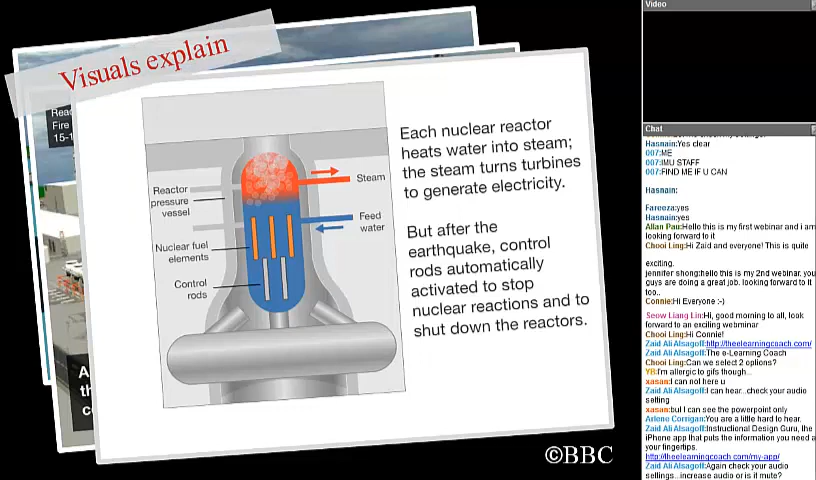 Visuals explain
Reac
Fire
15-1
Reactor
pressure
vessel
Nuclear fuel
elements
Control
rods
Steam
Feed
water
Each nuclear reactor
heats water into steam;
the steam turns turbines
to generate electricity.
But after the
earthquake, control
rods automatically
activated to stop
nuclear reactions and to
shut down the reactors.
A
th
co
©BBC
Video
Chat
Hasnain:Yes clear
007:ME
007:IMU STAFF
007:FIND ME IF U CAN
Hasnain:
Fareeza:yes
Hasnain:yes
Allan Pau:Hello this is my first webinar and i am
looking forward to it
Chooi Ling:Hi Zaid and everyone! This is quite
exciting.
jennifer shong:hello this is my 2nd webinar. you
guys are doing a great job. looking forward to it
too..
Connie:Hi Everyone :-)
Seow Liang Lin:Hi, good morning to all, look
forward to an exciting webminar
Chooi Ling:Hi Connie!
Zaid Ali Alsagoff:http://theelearningcoach.com/
Zaid Ali Alsagoff:The e-Learning Coach
Chooi Ling:Can we select 2 options?
YB:I'm allergic to gifs though...
xasan:I can not here u
Zaid Ali Alsagoff:I can hear...check your audio
setting
xasan:but I can see the powerpoint only
Arlene Corrigan:You are a little hard to hear,
Zaid Ali Alsagoff:Instructional Design Guru, the
iPhone app that puts the information you need a
your fingertips.
http://theelearningcoach.com/my-app/
Zaid Ali Alsagoff:Again check your audio
settings...increase audio or is it mute?